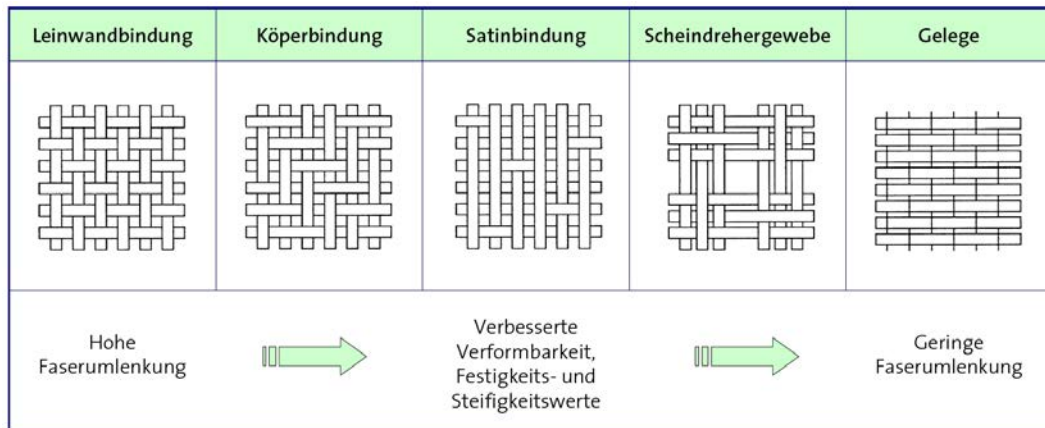 Leinwandbindung
Köperbindung
Satinbindung
Scheindrehergewebe
Gelege
Hohe
Faserumlenkung
Verbesserte
Verformbarkeit,
Festigkeits- und
Steifigkeitswerte
Geringe
Faserumlenkung